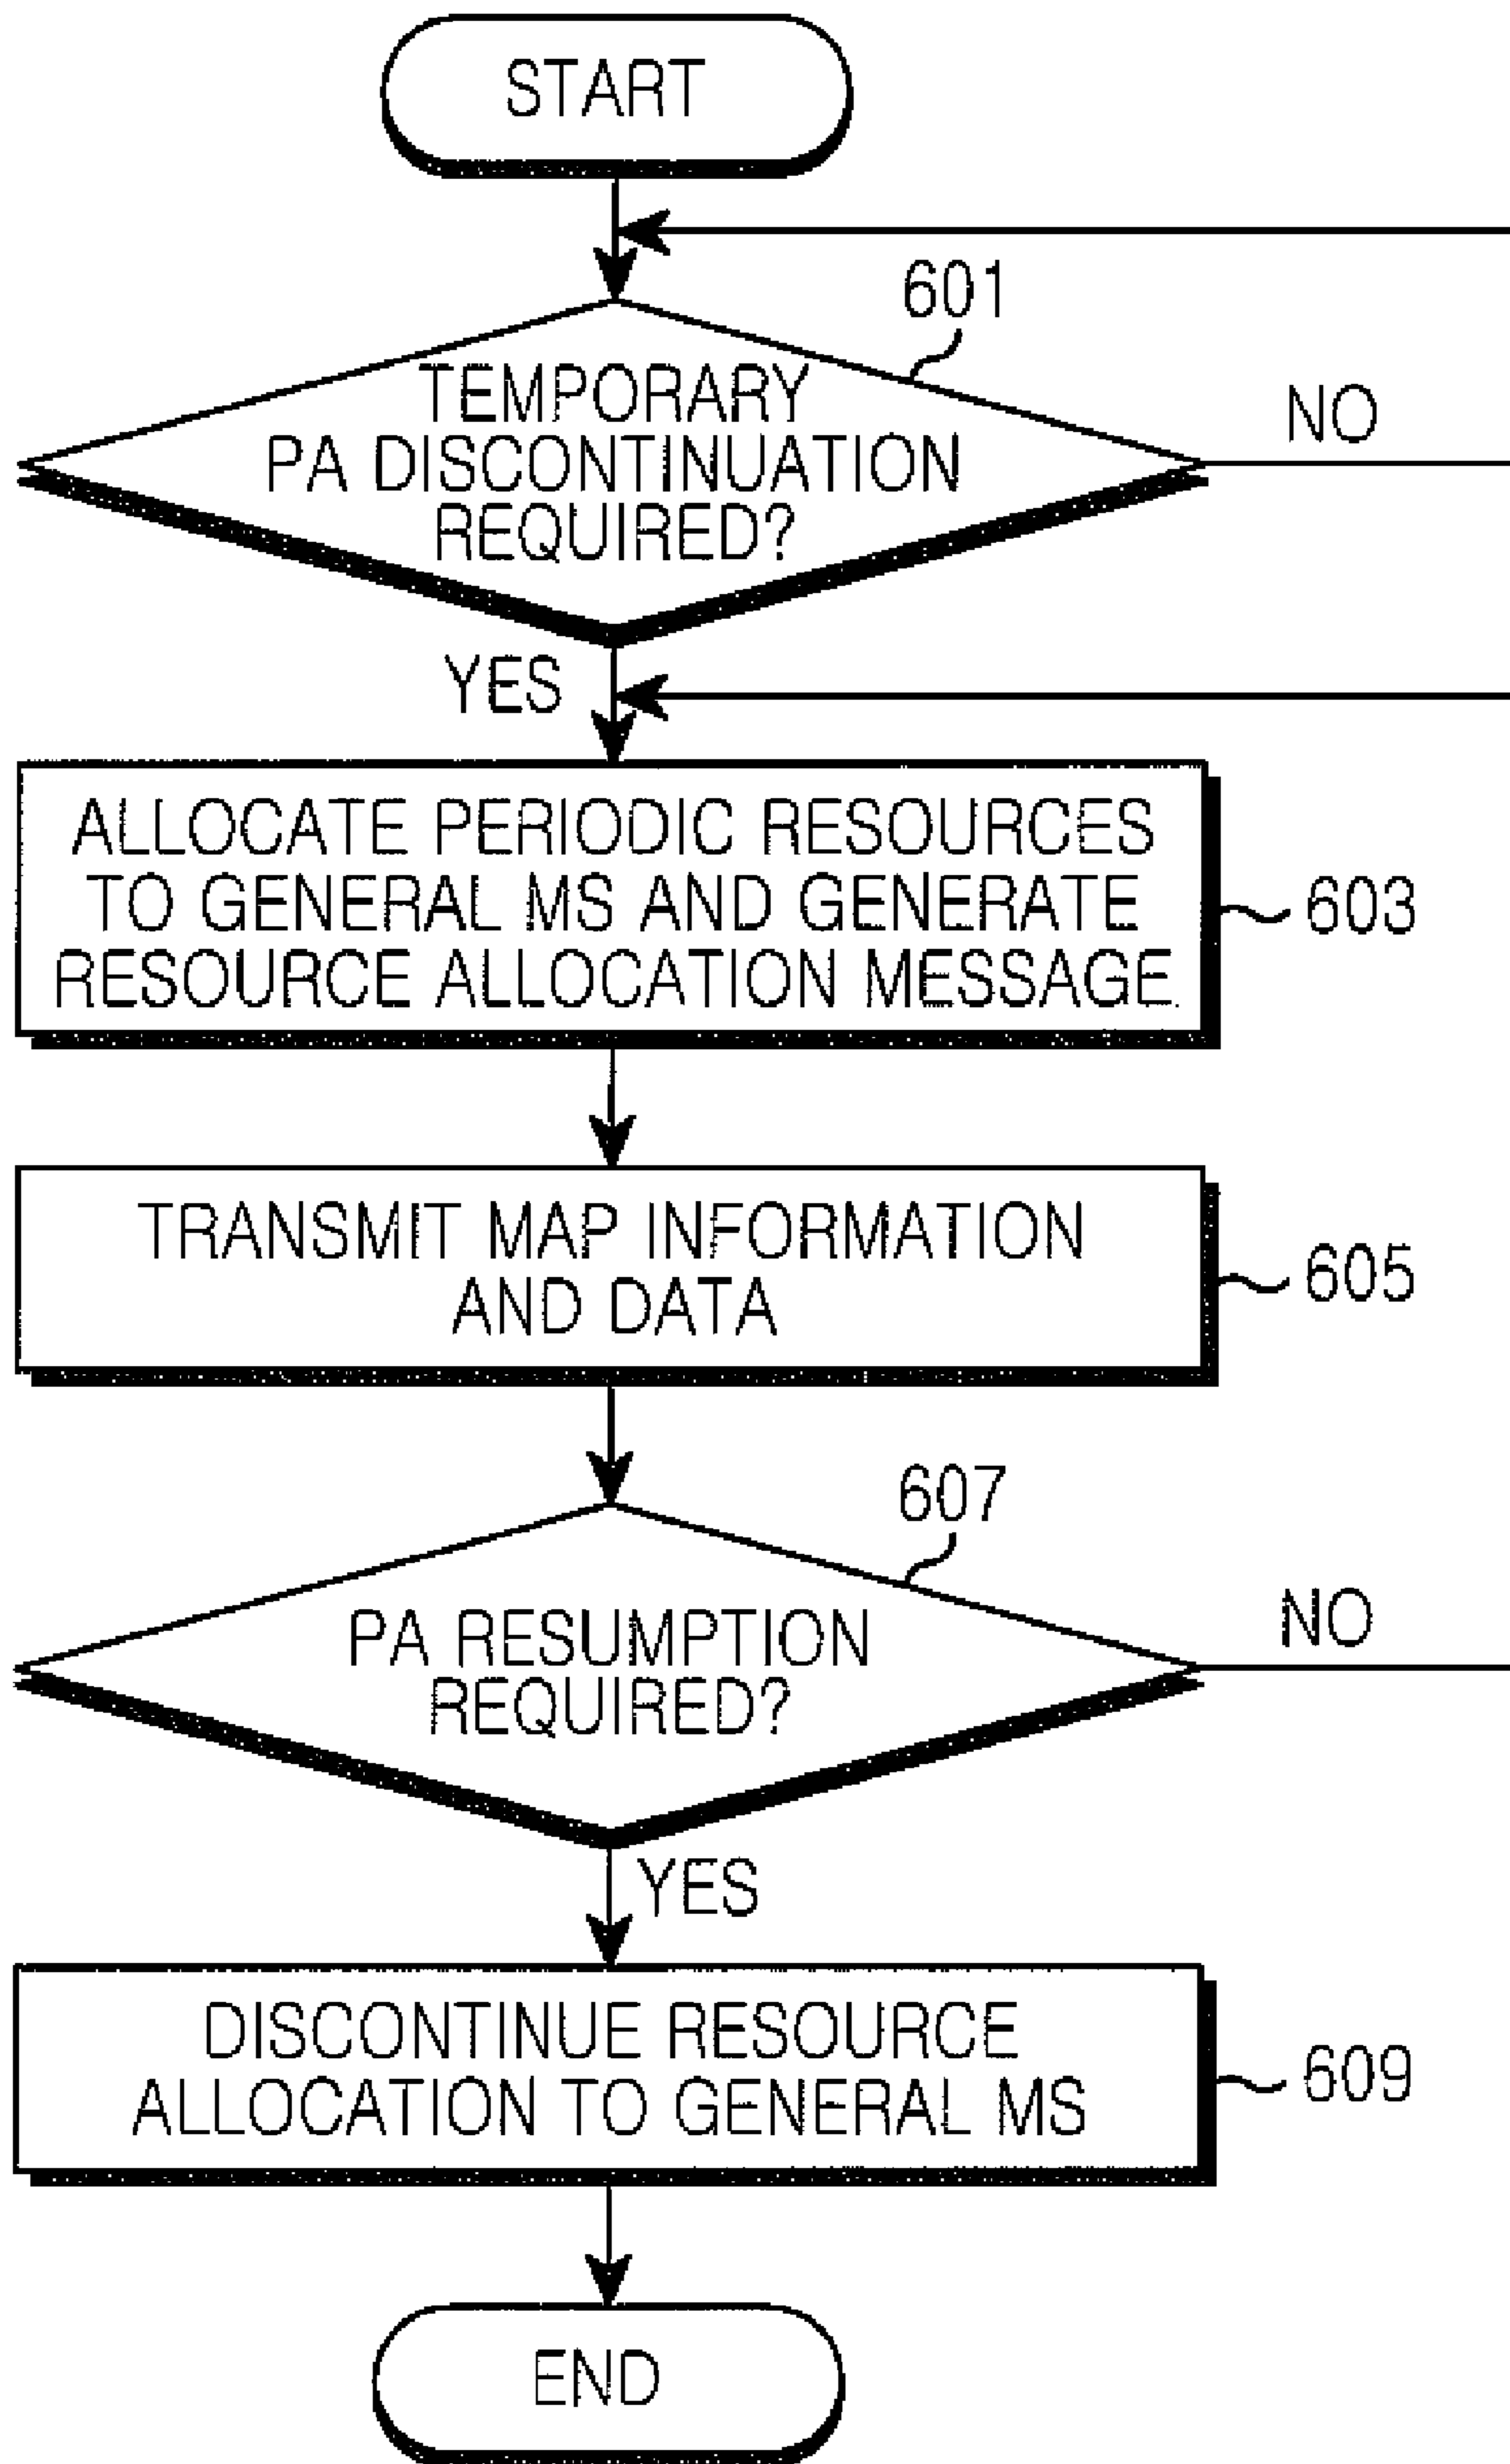 START
601
TEMPORARY
PA DISCONTINUATION
REQUIRED?
NO
YES
ALLOCATE PERIODIC RESOURCES
TO GENERAL MS AND GENERATE
RESOURCE ALLOCATION MESSAGE.
603
TRANSMIT MAP INFORMATION
AND DATA
605
607
PA RESUMPTION
REQUIRED?
NO
YES
DISCONTINUE RESOURCE
ALLOCATION TO GENERAL MS
609
END